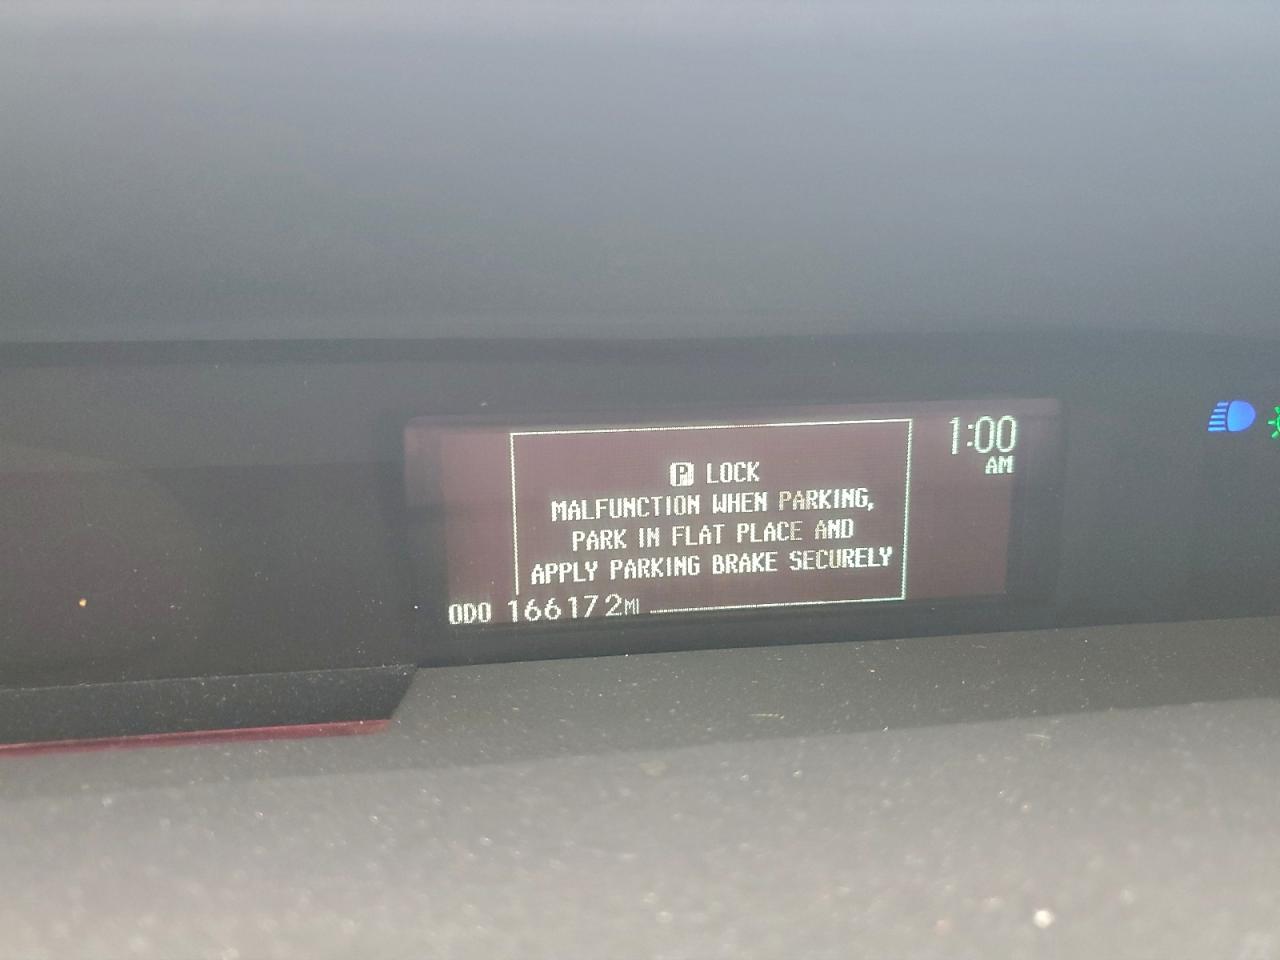 1:00
AM
P LOCK
MALFUNCTION WHEN PARKING,
PARK IN FLAT PLACE AND
APPLY PARKING BRAKE SECURELY
ODO 166172MI